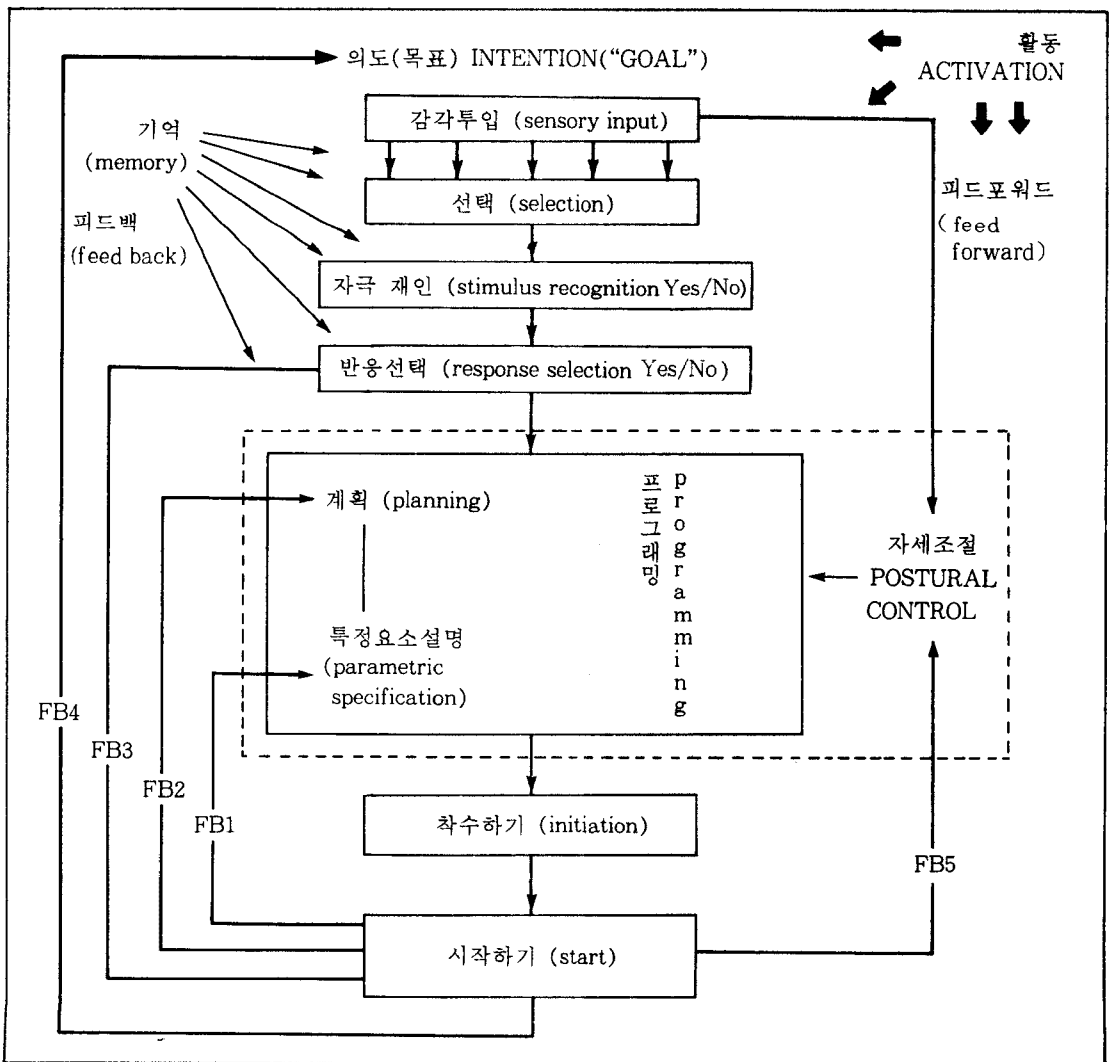 의도(목표) INTENTION("GOAL")
활동
ACTIVATION
감각투입 (sensory input)
기억
(memory)
선택 (selection)
피드포워드
( feed
forward)
피드백
(feed back)
자극 재인 (stimulus recognition Yes/No)
반응선택 (response selection Yes/No)
계획 (planning)
프로그래밍
programming
자세조절
POSTURAL
CONTROL
특정요소설명
(parametric
specification)
FB4
FB3
FB2
FB1
착수하기 (initiation)
FB5
시작하기 (start)